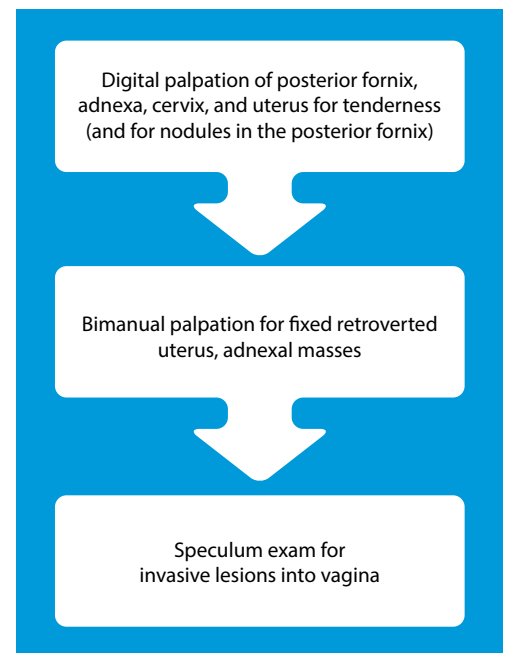 Digital palpation of posterior fornix,
adnexa, cervix, and uterus for tenderness
(and for nodules in the posterior fornix)
Bimanual palpation for fixed retroverted
uterus, adnexal masses
Speculum exam for
invasive lesions into vagina